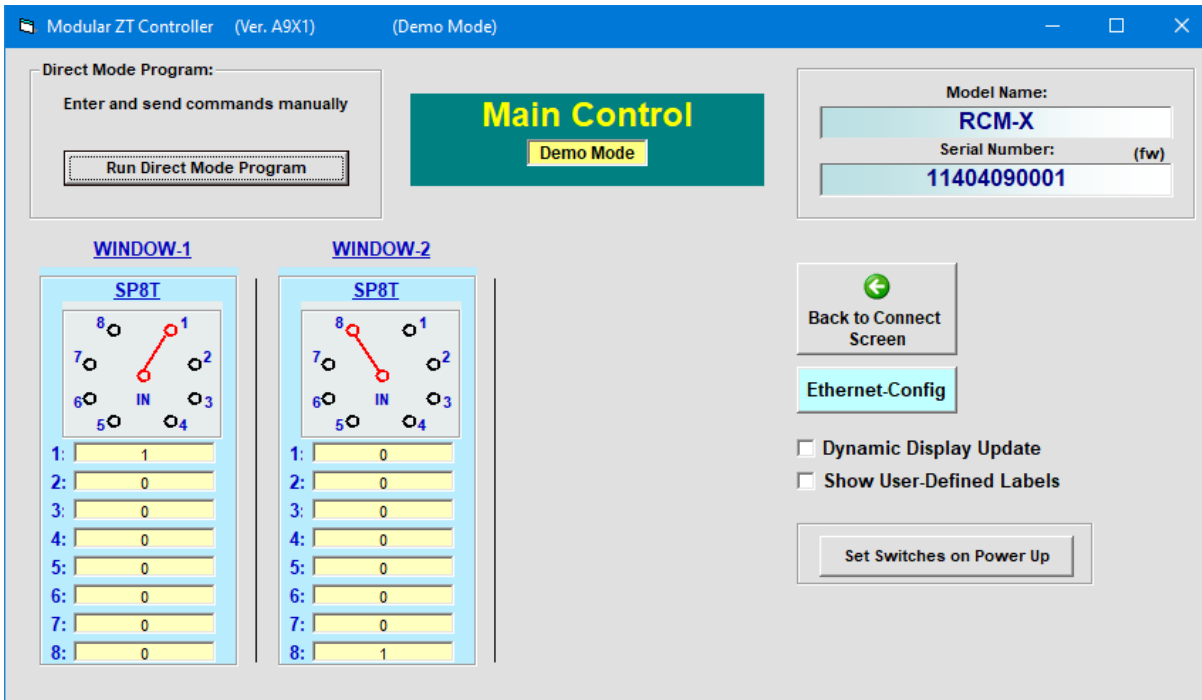 Modular ZT Controller (Ver. A9X1) (Demo Mode)
Direct Mode Program:
Enter and send commands manually
Run Direct Mode Program
Main Control
Demo Mode
Model Name:
RCM-X
Serial Number: (fw)
11404090001
WINDOW-1
SP8T
8 1
7 2
6 IN 3
5 4
1: 1
2: 0
3: 0
4: 0
5: 0
6: 0
7: 0
8: 0
WINDOW-2
SP8T
8 1
7 2
6 IN 3
5 4
1: 0
2: 0
3: 0
4: 0
5: 0
6: 0
7: 0
8: 1
Back to Connect
Screen
Ethernet-Config
Dynamic Display Update
Show User-Defined Labels
Set Switches on Power Up